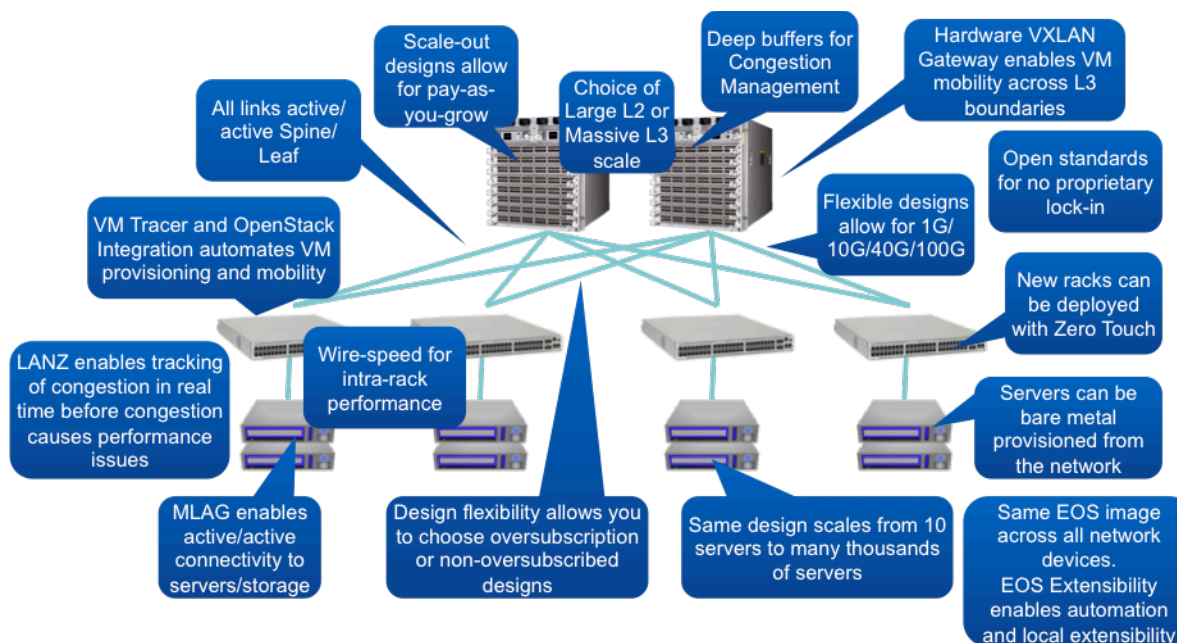 Scale-out
designs allow
for pay-as-
you-grow
Deep buffers for
Congestion
Management
Hardware VXLAN
Gateway enables VM
mobility across L3
boundaries
All links active/
active Spine/
Leaf
Choice of
Large L2 or
Massive L3
scale
Open standards
for no proprietary
lock-in
VM Tracer and OpenStack
Integration automates VM
provisioning and mobility
Flexible designs
allow for 1G/
10G/40G/100G
New racks can
be deployed
with Zero Touch
LANZ enables tracking
of congestion in real
time before congestion
causes performance
issues
Wire-speed for
intra-rack
performance
Servers can be
bare metal
provisioned from
the network
MLAG enables
active/active
connectivity to
servers/storage
Design flexibility allows you
to choose oversubscription
or non-oversubscribed
designs
Same design scales from 10
servers to many thousands
of servers
Same EOS image
across all network
devices.
EOS Extensibility
enables automation
and local extensibility